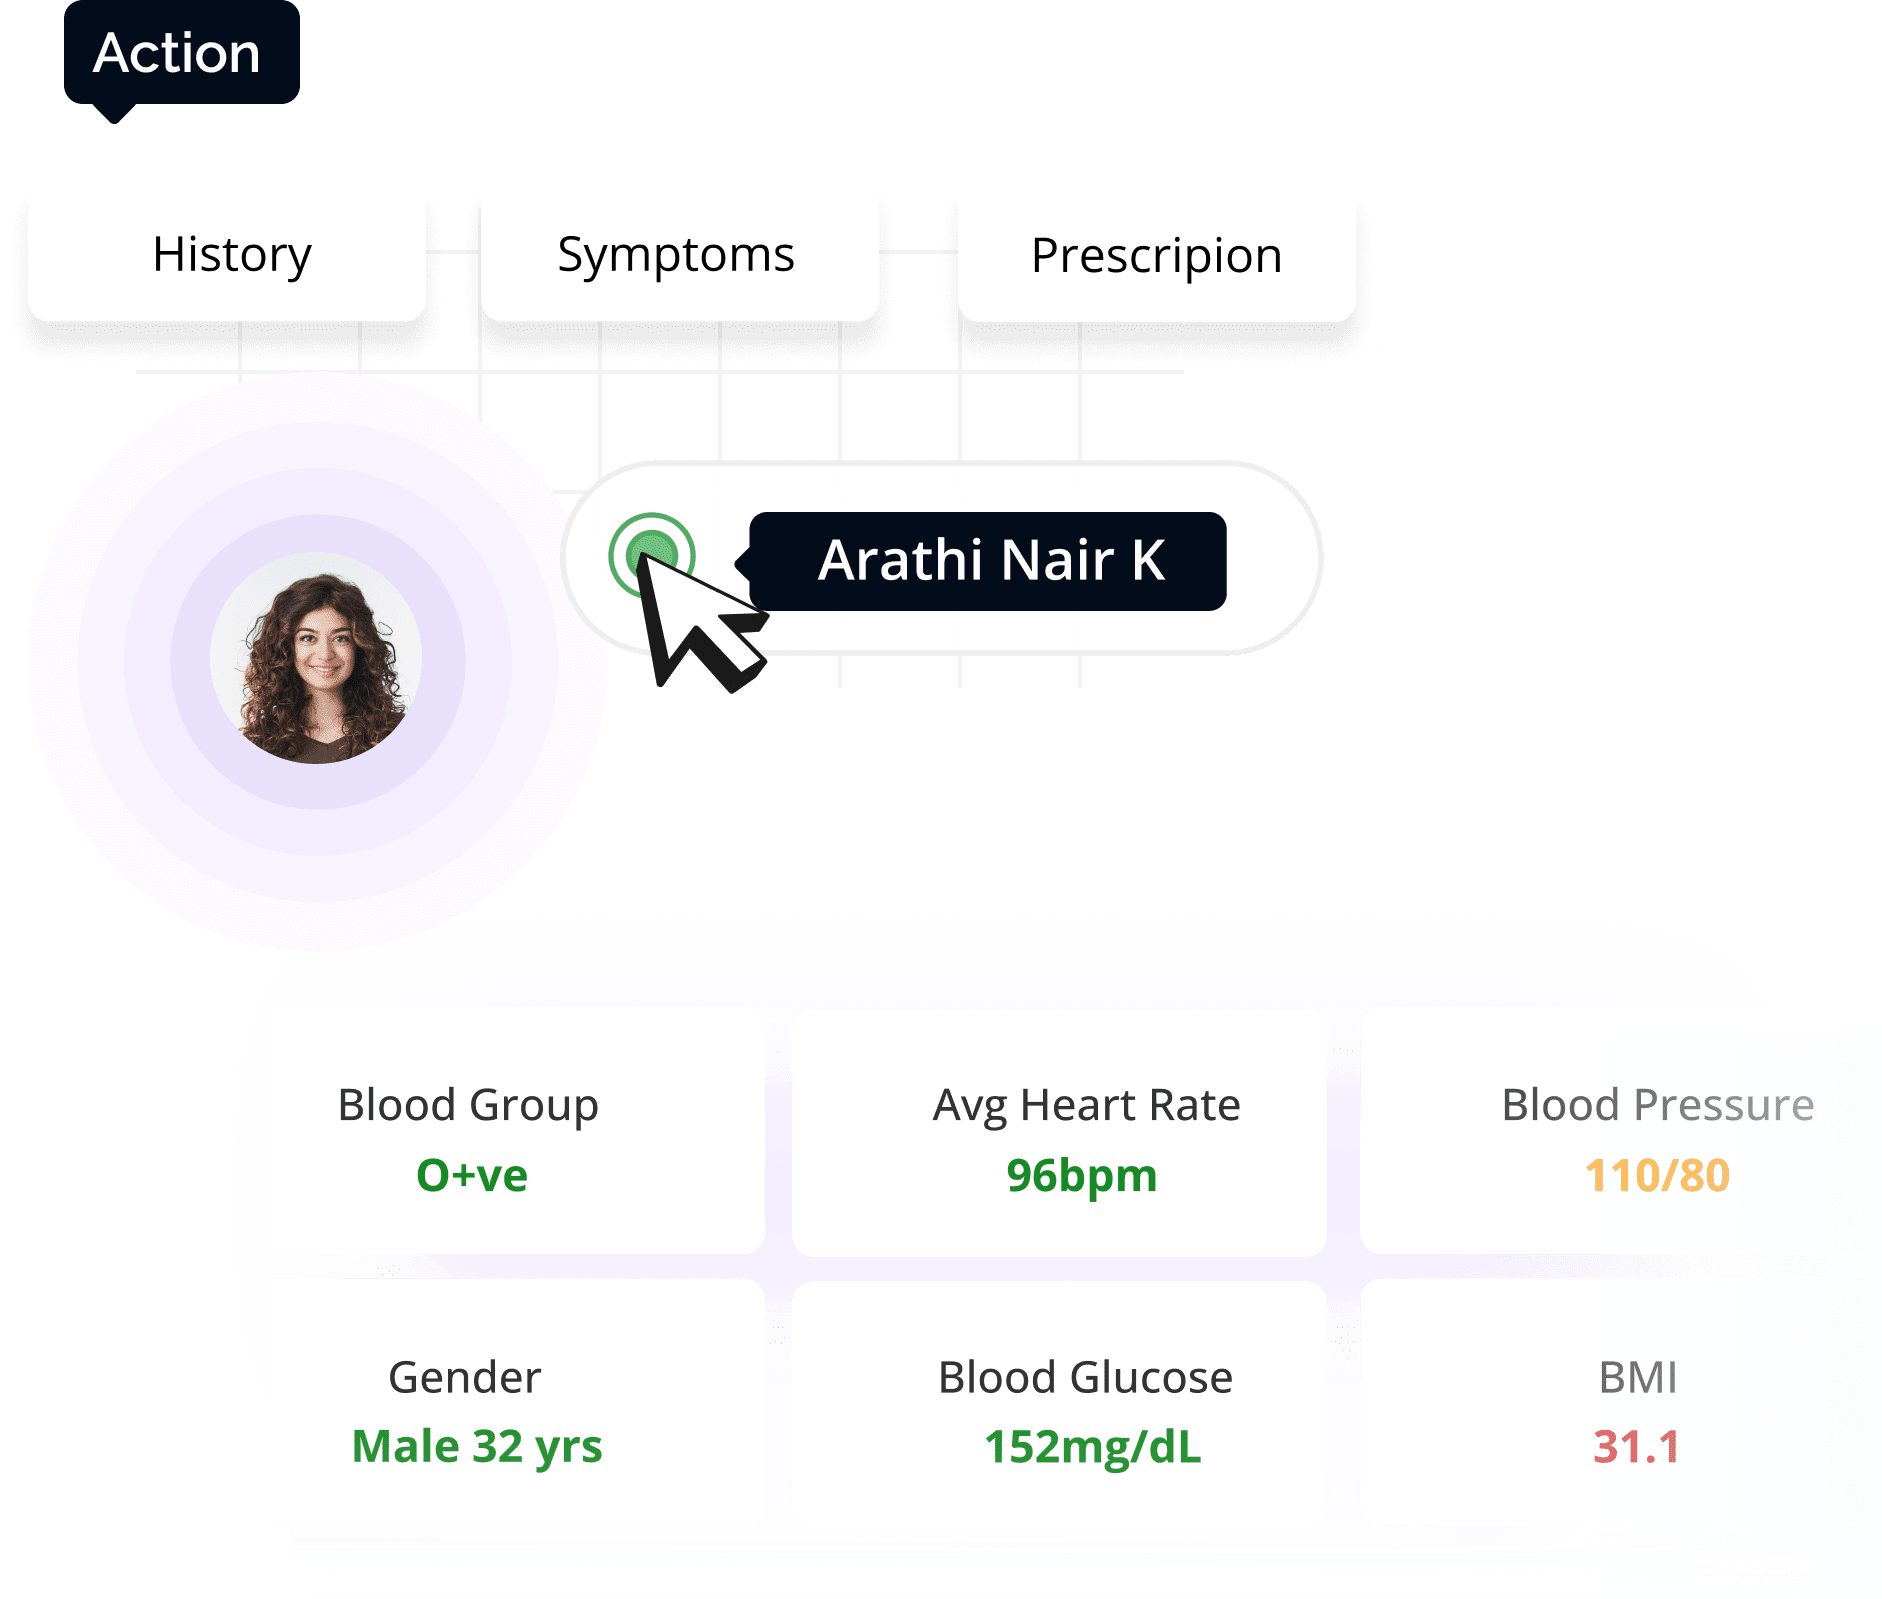 Action
History
Symptoms
Prescripion
Arathi Nair K
Blood Group
O+ve
Avg Heart Rate
96bpm
Blood Pressure
110/80
Gender
Male 32 yrs
Blood Glucose
152mg/dL
BMI
31.1